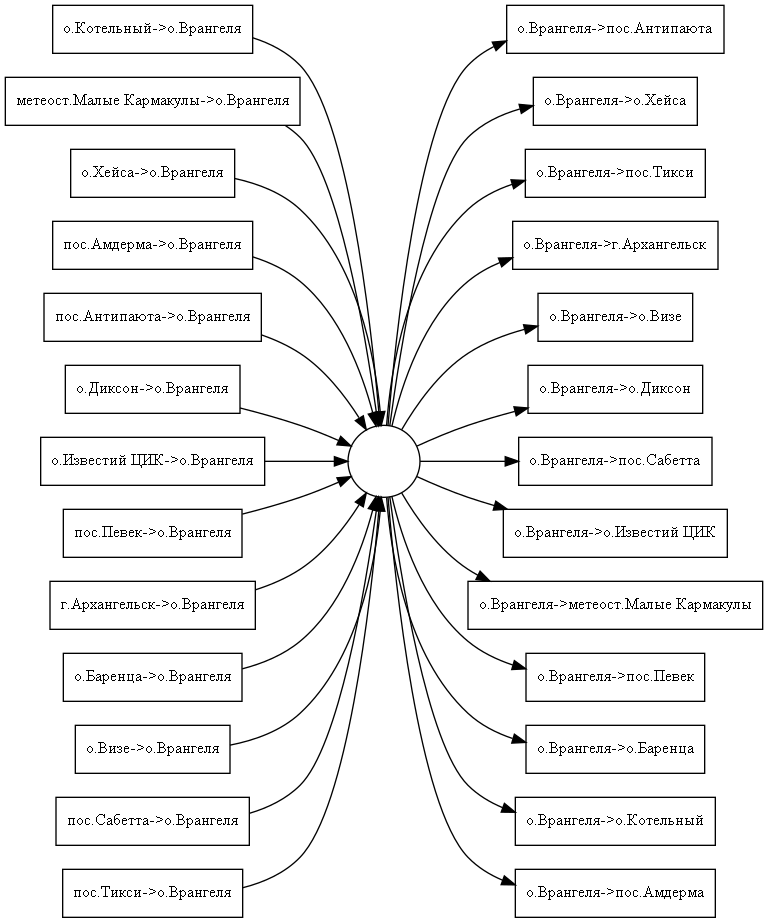 о.Котельный->о.Врангеля
метеост.Малые Кармакулы->о.Врангеля
о.Хейса->о.Врангеля
пос.Амдерма->о.Врангеля
пос.Антипаюта->о.Врангеля
о.Диксон->о.Врангеля
о.Известий ЦИК->о.Врангеля
пос.Певек->о.Врангеля
г.Архангельск->о.Врангеля
о.Баренца->о.Врангеля
о.Визе->о.Врангеля
пос.Сабетта->о.Врангеля
пос.Тикси->о.Врангеля
о.Врангеля->пос.Антипаюта
о.Врангеля->о.Хейса
о.Врангеля->пос.Тикси
о.Врангеля->г.Архангельск
о.Врангеля->о.Визе
о.Врангеля->о.Диксон
о.Врангеля->пос.Сабетта
о.Врангеля->о.Известий ЦИК
о.Врангеля->метеост.Малые Кармакулы
о.Врангеля->пос.Певек
о.Врангеля->о.Баренца
о.Врангеля->о.Котельный
о.Врангеля->пос.Амдерма